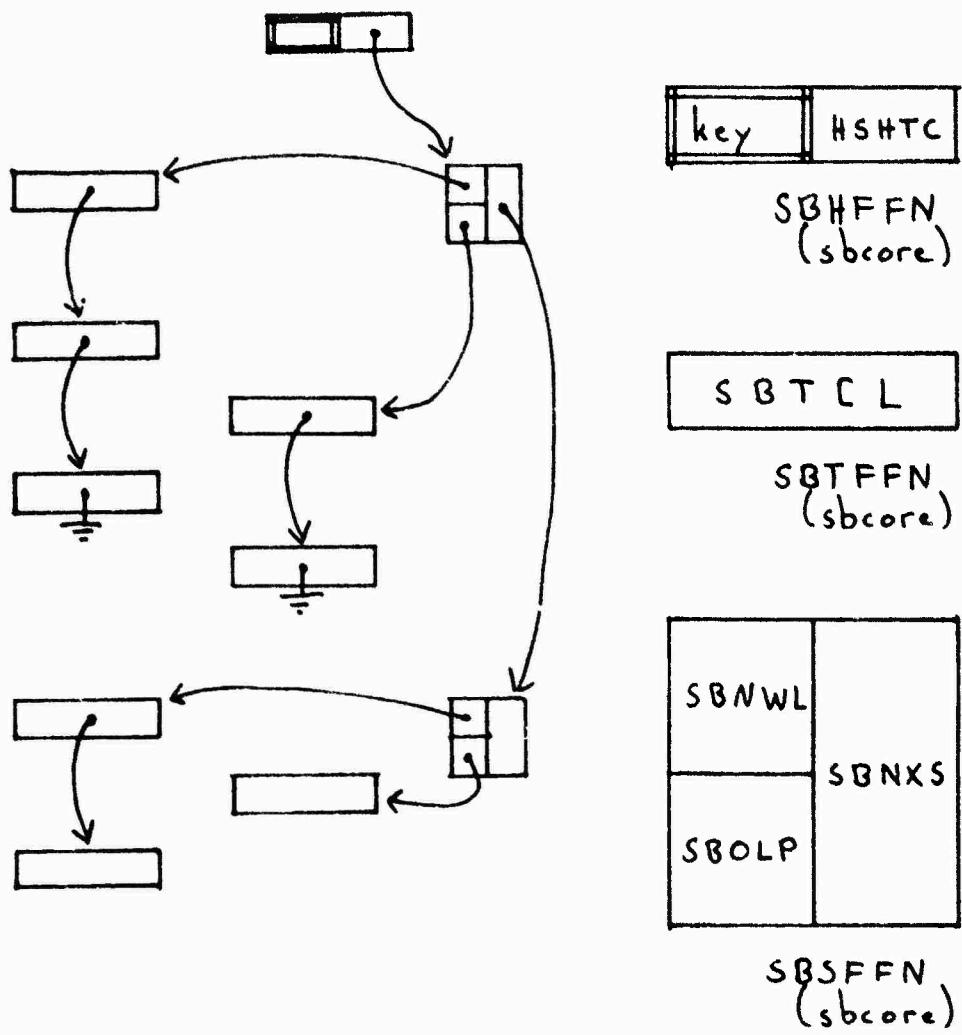 key HSHTC
SBHFFN
(sbcore)
SBTCL
SBTFFN
(sbcore)
SBNWL
SBNXS
SBOLP
SBSFFN
(sbcore)